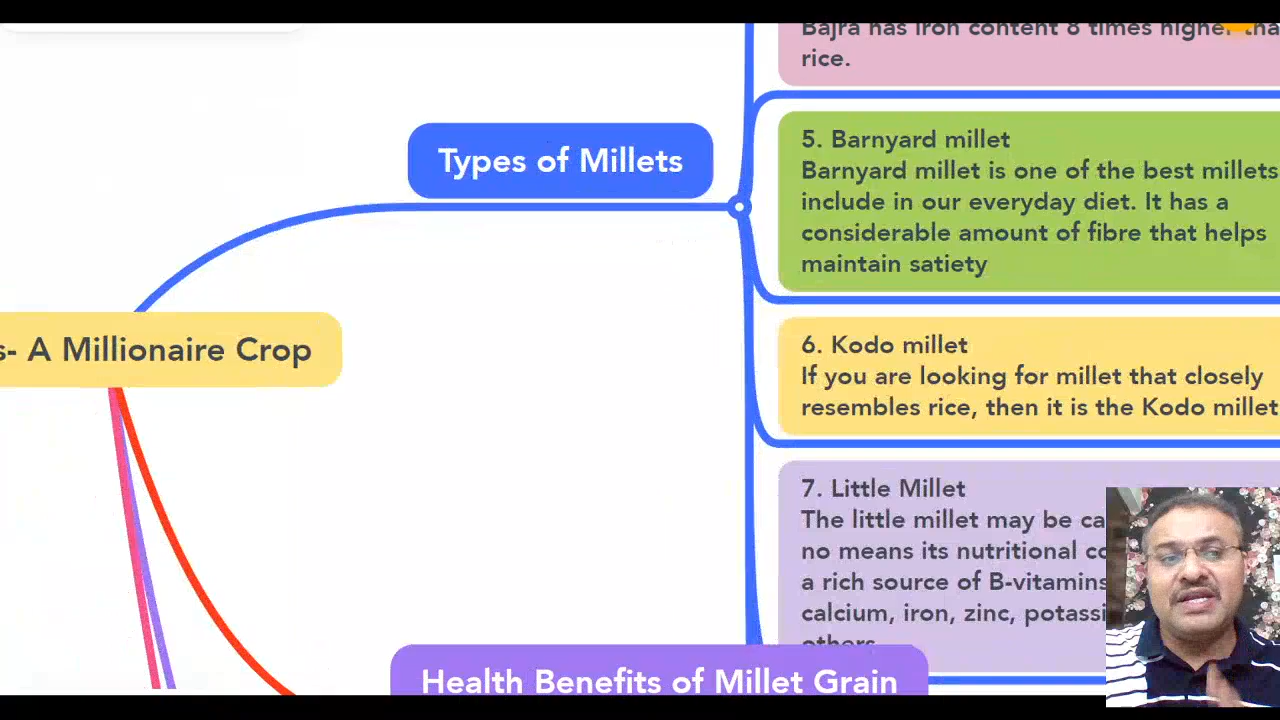 Bajra has iron content 8 times higher
rice.
Types of Millets
5. Barnyard millet
Barnyard millet is one of the best millets
include in our everyday diet. It has a
considerable amount of fibre that helps
maintain satiety
s- A Millionaire Crop
6. Kodo millet
If you are looking for millet that closely
resembles rice, then it is the Kodo millet
7. Little Millet
The little millet may be ca
no means its nutritional co
a rich source of B-vitamins
calcium, iron, zinc, potassi
others
Health Benefits of Millet Grain